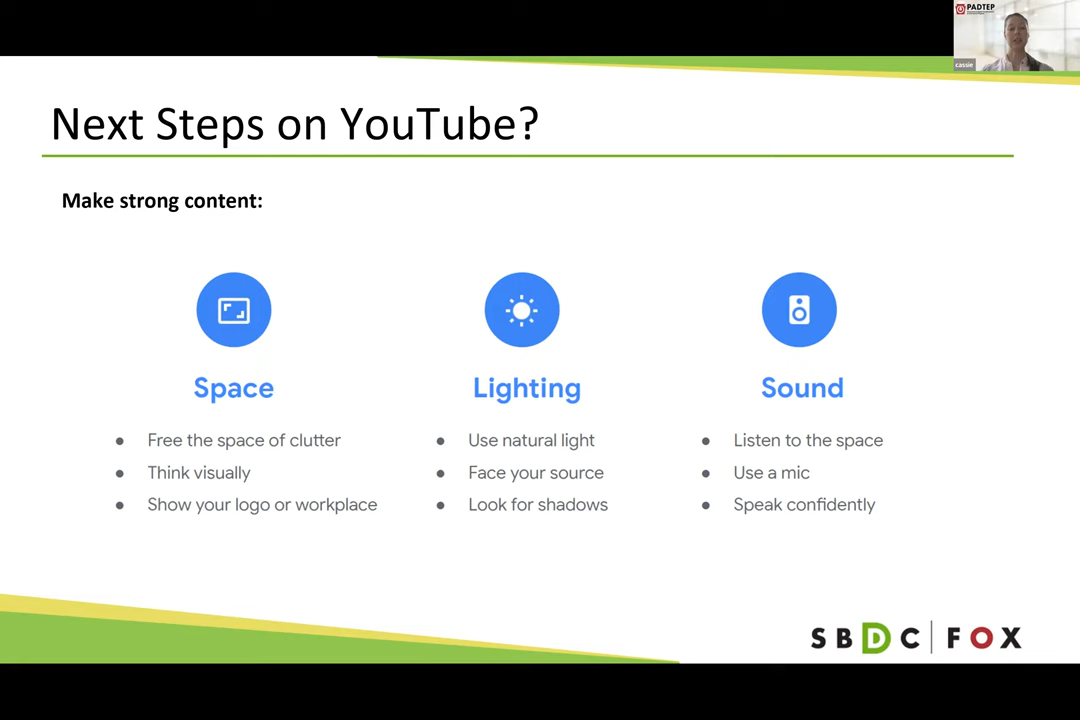 PADTEP
cassie
Next Steps on YouTube?
Make strong content:
Space
● Free the space of clutter
● Think visually
● Show your logo or workplace
Lighting
● Use natural light
● Face your source
● Look for shadows
Sound
● Listen to the space
● Use a mic
● Speak confidently
SBDC | FOX